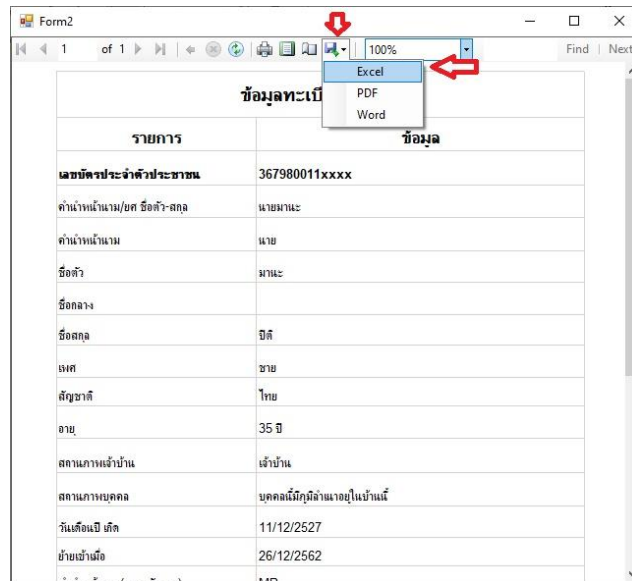 Form2
1 of 1 100% Find | Next
Excel
PDF
Word
ข้อมูลทะเบี
รายการ ข้อมูล
เลขบัตรประจำตัวประชาชน 367980011xxxx
คำนำหน้านาม/ยศ ชื่อตัว-สกุล นายมานะ
คำนำหน้านาม นาย
ชื่อตัว มานะ
ชื่อกลาง
ชื่อสกุล ปิติ
เพศ ชาย
สัญชาติ ไทย
อายุ 35 ปี
สถานภาพเจ้าบ้าน เจ้าบ้าน
สถานภาพบุคคล บุคคลนี้มีภูมิลำเนาอยู่ในบ้านนี้
วันเดือนปี เกิด 11/12/2527
ย้ายเข้าเมื่อ 26/12/2562